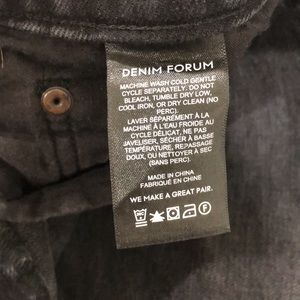 DENIM FORUM
MACHINE WASH COLD GENTLE
CYCLE SEPARATELY. DO NOT
BLEACH, TUMBLE DRY LOW,
COOL IRON, OR DRY CLEAN (NO
PERC).
LAVER SÉPARÉMENT À LA
MACHINE À L'EAU FROIDE AU
CYCLE DÉLICAT, NE PAS
JAVELISER, SÉCHER À BASSE
TEMPÉRATURE, REPASSAGE
DOUX, OU NETTOYER À SEC
(SANS PERC).
MADE IN CHINA
FABRIQUÉ EN CHINE
WE MAKE A GREAT PAIR.
F